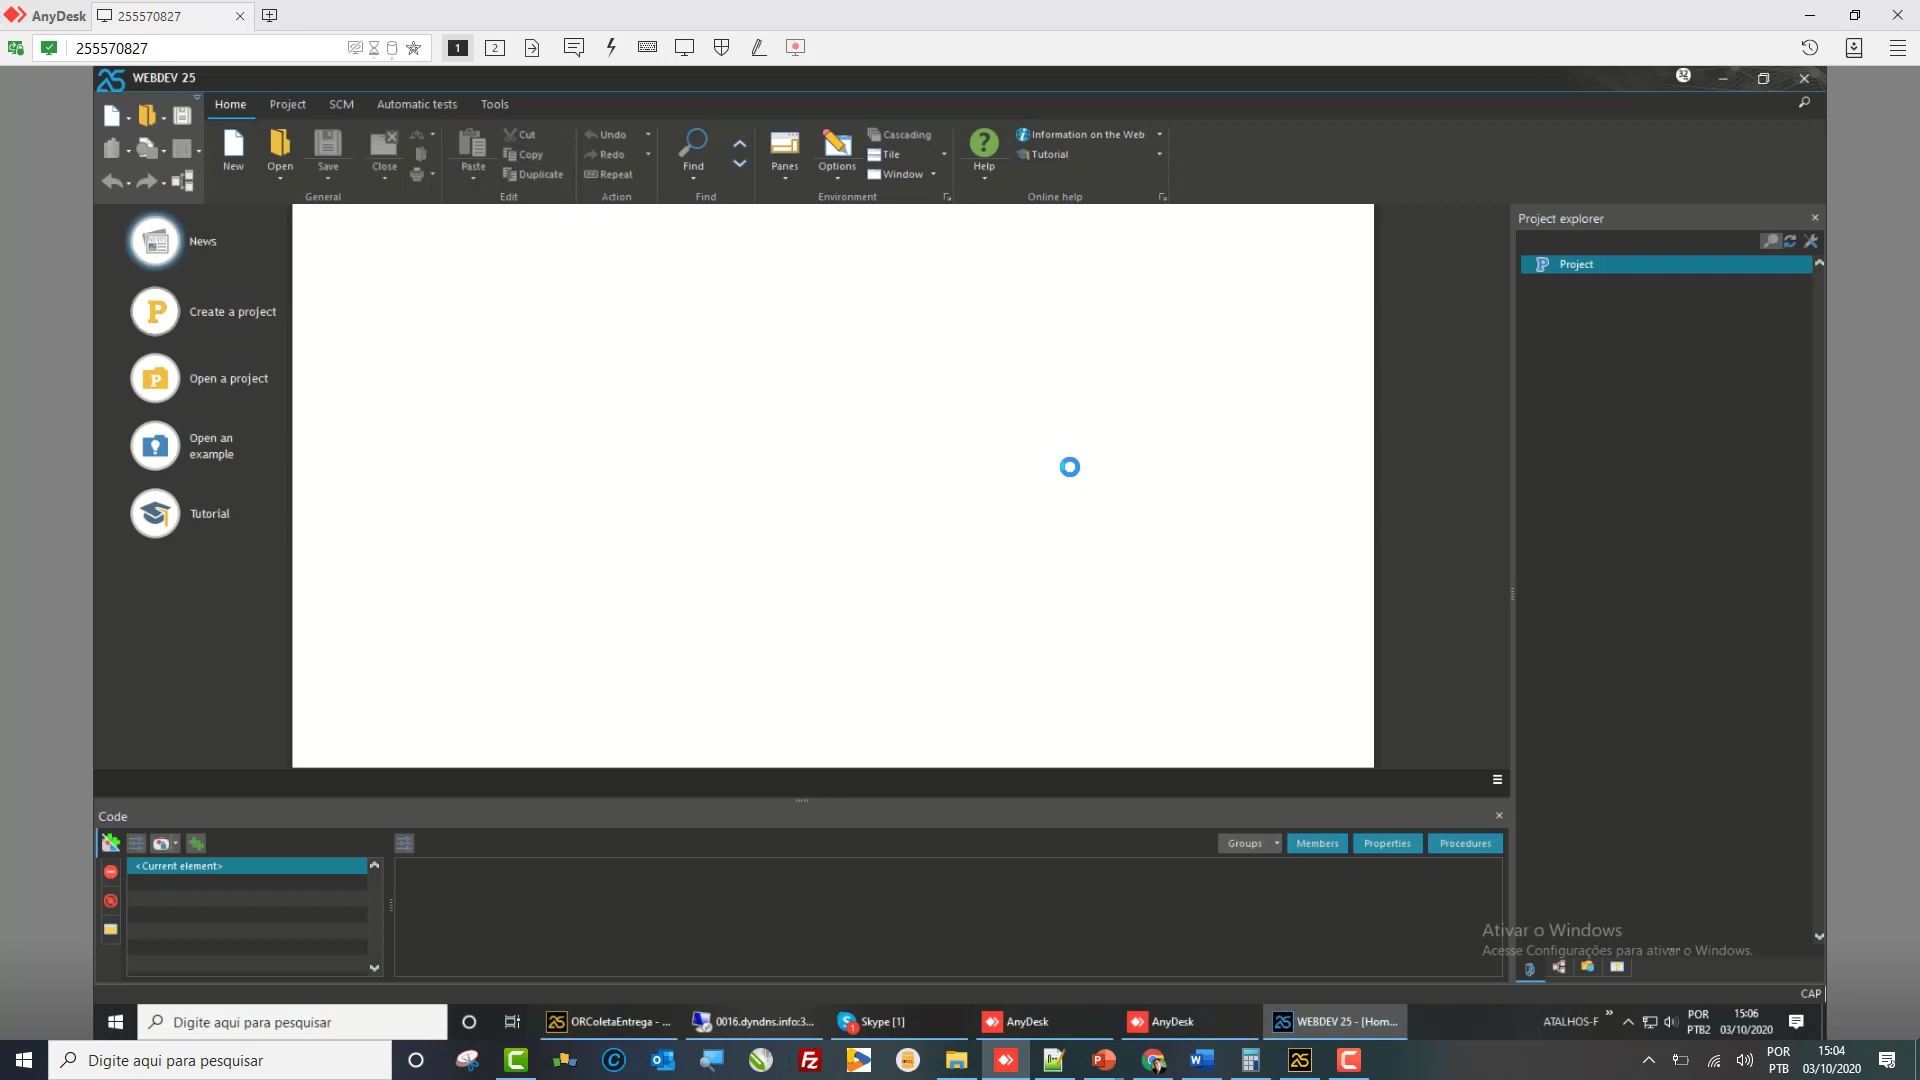 AnyDesk
255570827
255570827
1
2
WEBDEV 25
32
Home
Project
SCM
Automatic tests
Tools
New
Open
Save
Close
General
Paste
Cut
Copy
Duplicate
Edit
Undo
Redo
Repeat
Action
Find
Find
Panes
Options
Cascading
Tile
Window
Environment
Help
Information on the Web
Tutorial
Online help
NEWS
News
Create a project
Open a project
Open an
example
Tutorial
Project explorer
Project
Code
<Current element>
Groups
Members
Properties
Procedures
Ativar o Windows
Acesse Configurações para ativar o Windows.
CAP
Digite aqui para pesquisar
ORColetaEntrega - ...
0016.dyndns.info:3...
Skype [1]
AnyDesk
AnyDesk
WEBDEV 25 - [Hom...
ATALHOS-F
POR
PTB2
15:06
03/10/2020
Digite aqui para pesquisar
POR
PTB
15:04
03/10/2020